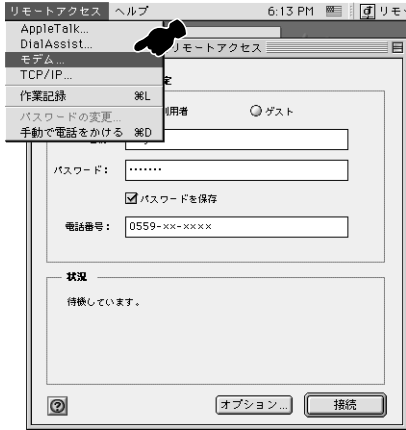 リモートアクセス ヘルプ 6:13 PM リモ
AppleTalk...
DialAssist...
モデム...
TCP/IP...
作業記録 ⌘L
パスワードの変更...
手動で電話をかける ⌘D
リモートアクセス
定
利用者 ゲスト
パスワード： •••••••
パスワードを保存
電話番号： 0559-××-××××
状況
待機しています。
オプション... 接続